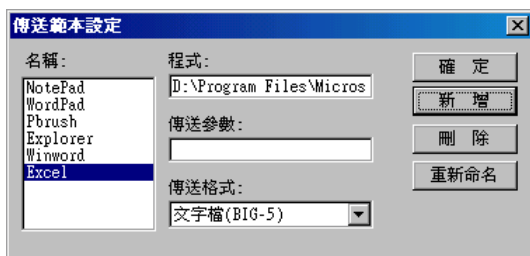 傳送範本設定
名稱:
NotePad
WordPad
Pbrush
Explorer
Winword
Excel
程式:
D:\Program Files\Micros
傳送參數:
傳送格式:
文字檔(BIG-5)
確 定
新 增
刪 除
重新命名